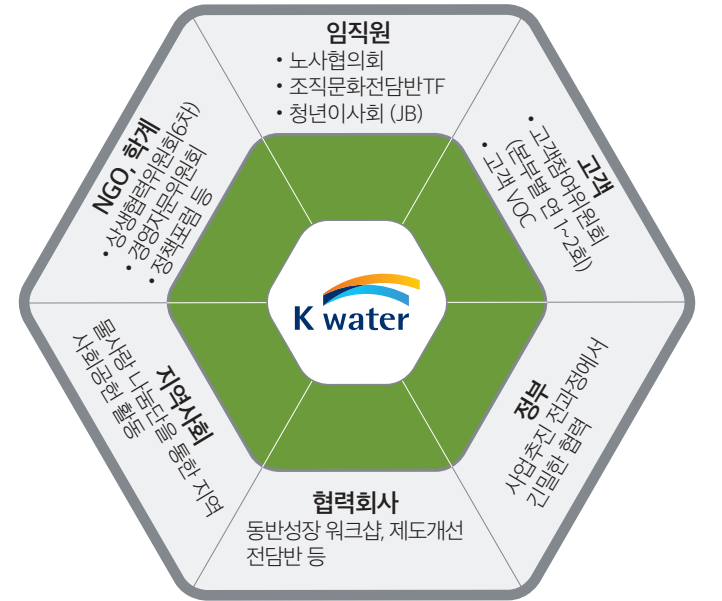 임직원
• 노사협의회
• 조직문화전담반TF
• 청년이사회 (JB)
고객
• 고객참여위원회
(본부별 연 1~2회)
• 고객 VOC
정부
사업추진 전과정에서
긴밀한 협력
협력회사
동반성장 워크샵, 제도개선
전담반 등
지역사회
물사랑 나눔단을 통한 지역
사회공헌 활동
NGO, 학계
• 상생협력위원회6차)
• 경영자문위원회
• 정책포럼 등
K water